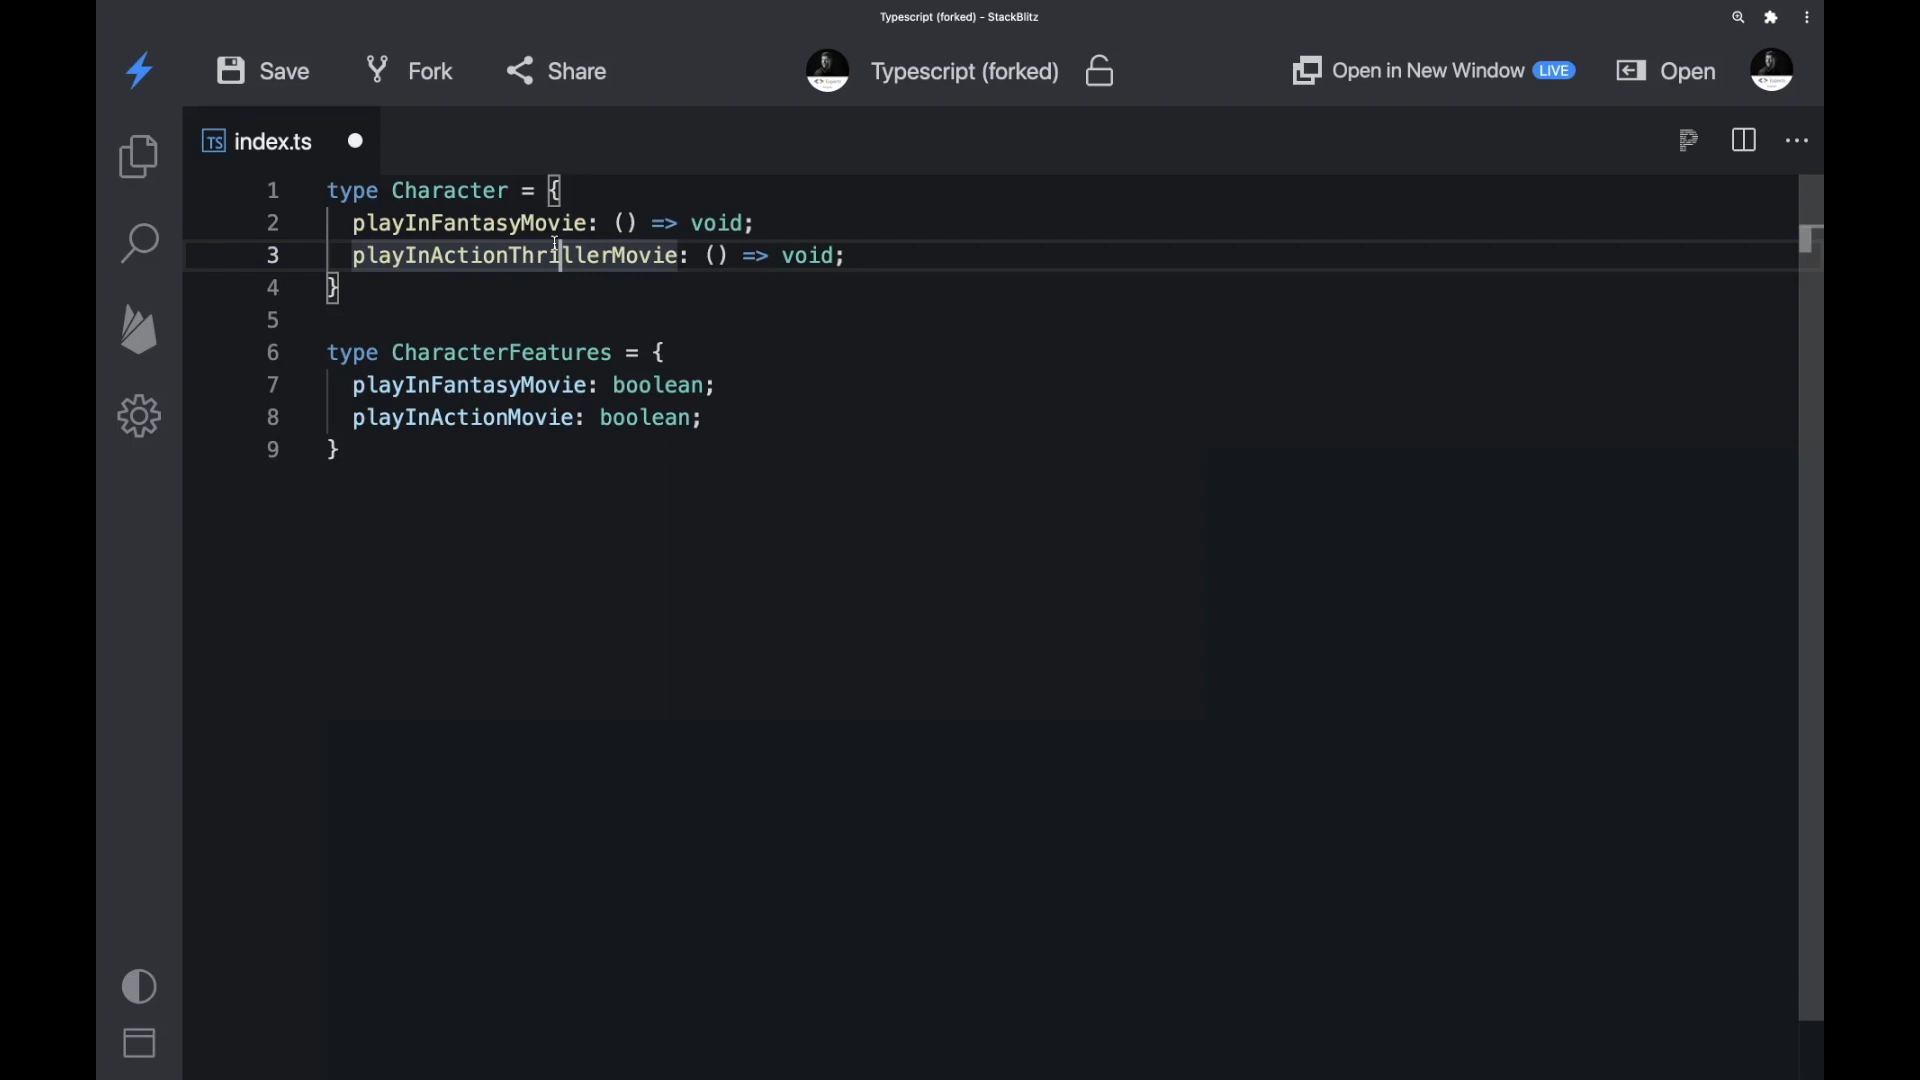 Typescript (forked) - StackBlitz
Save
Fork
Share
Typescript (forked)
Open in New Window LIVE
Open
TS index.ts
1 type Character = {
2 playInFantasyMovie: () => void;
3 playInActionThrillerMovie: () => void;
4 }
5
6 type CharacterFeatures = {
7 playInFantasyMovie: boolean;
8 playInActionMovie: boolean;
9 }